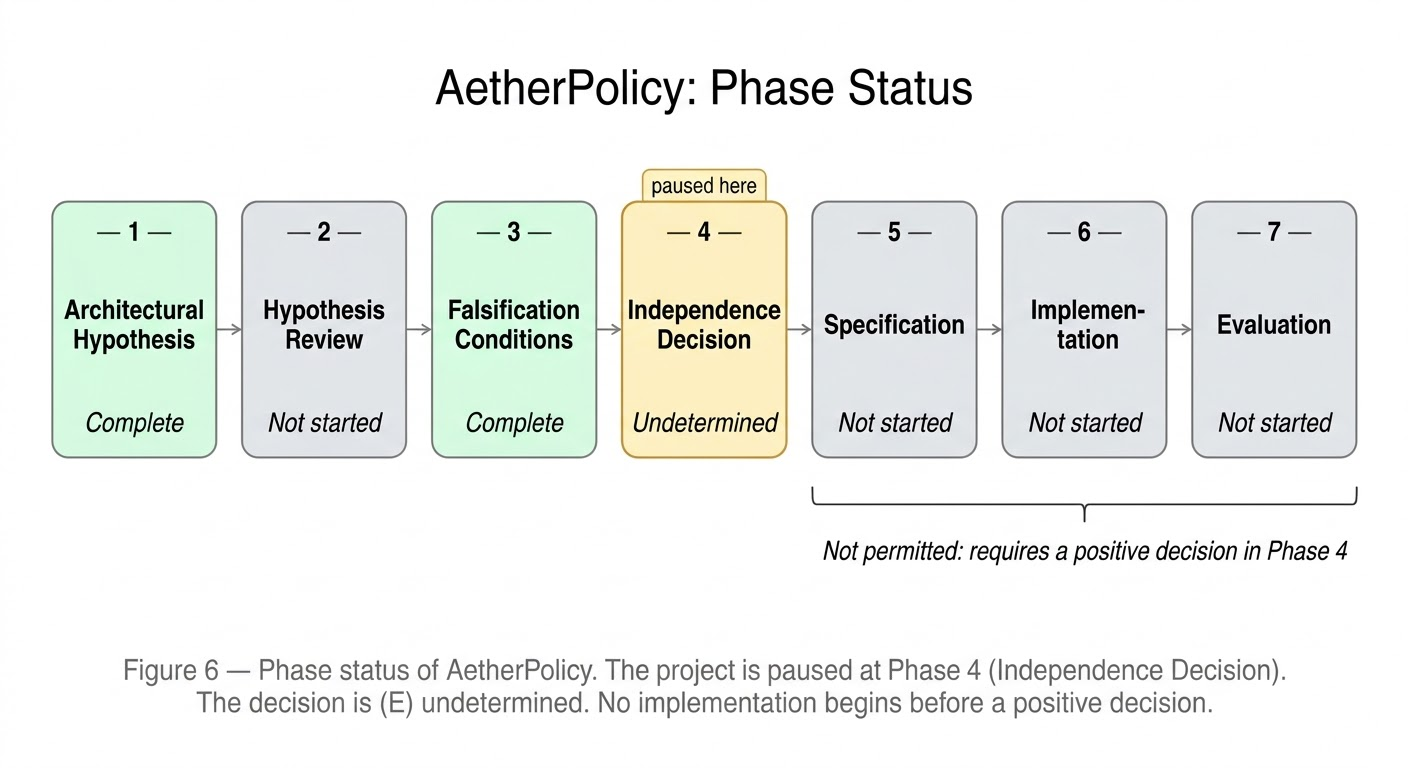 AetherPolicy: Phase Status
paused here
— 1 —
Architectural
Hypothesis
Complete
— 2 —
Hypothesis
Review
Not started
— 3 —
Falsification
Conditions
Complete
— 4 —
Independence
Decision
Undetermined
— 5 —
Specification
Not started
— 6 —
Implemen-
tation
Not started
— 7 —
Evaluation
Not started
Not permitted: requires a positive decision in Phase 4
Figure 6 — Phase status of AetherPolicy. The project is paused at Phase 4 (Independence Decision).
The decision is (E) undetermined. No implementation begins before a positive decision.